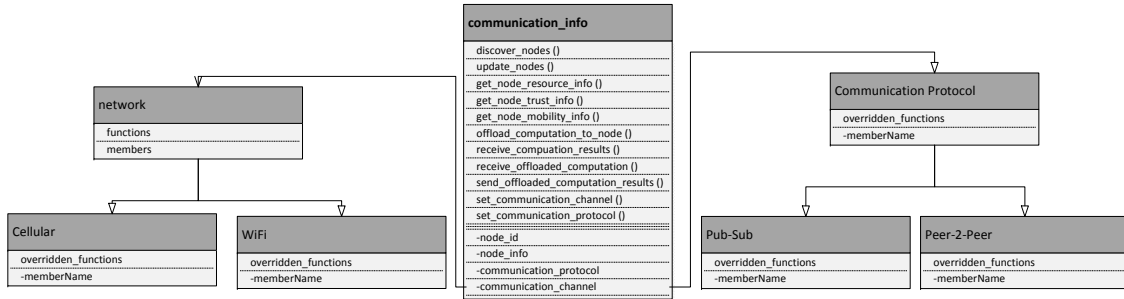 communication_info
discover_nodes ()
update_nodes ()
get_node_resource_info ()
get_node_trust_info ()
get_node_mobility_info ()
offload_computation_to_node ()
receive_compuation_results ()
receive_offloaded_computation ()
send_offloaded_computation_results ()
set_communication_channel ()
set_communication_protocol ()
-node_id
-node_info
-communication_protocol
-communication_channel
network
functions
members
Cellular
overridden_functions
-memberName
WiFi
overridden_functions
-memberName
Communication Protocol
overridden_functions
-memberName
Pub-Sub
overridden_functions
-memberName
Peer-2-Peer
overridden_functions
-memberName